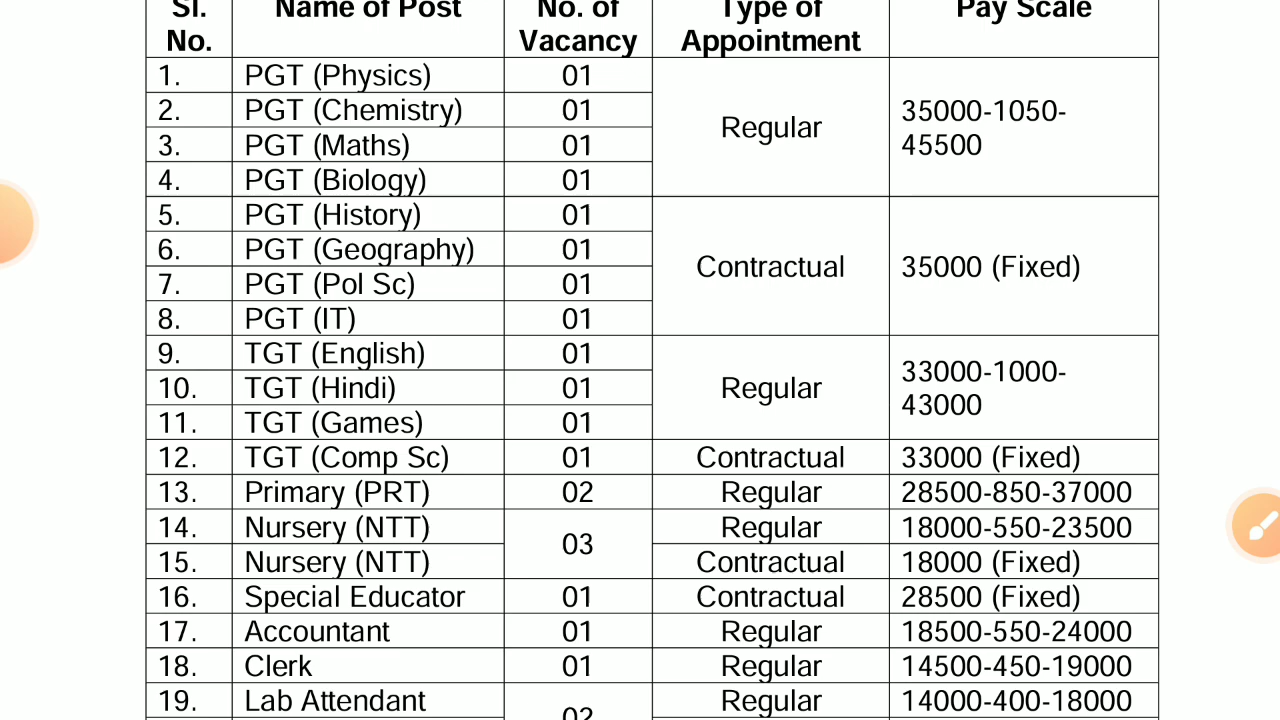 Sl. No. Name of Post No. of Vacancy Type of Appointment Pay Scale
1. PGT (Physics) 01 Regular 35000-1050-45500
2. PGT (Chemistry) 01
3. PGT (Maths) 01
4. PGT (Biology) 01
5. PGT (History) 01 Contractual 35000 (Fixed)
6. PGT (Geography) 01
7. PGT (Pol Sc) 01
8. PGT (IT) 01
9. TGT (English) 01 Regular 33000-1000-43000
10. TGT (Hindi) 01
11. TGT (Games) 01
12. TGT (Comp Sc) 01 Contractual 33000 (Fixed)
13. Primary (PRT) 02 Regular 28500-850-37000
14. Nursery (NTT) 03 Regular 18000-550-23500
15. Nursery (NTT) Contractual 18000 (Fixed)
16. Special Educator 01 Contractual 28500 (Fixed)
17. Accountant 01 Regular 18500-550-24000
18. Clerk 01 Regular 14500-450-19000
19. Lab Attendant 02 Regular 14000-400-18000